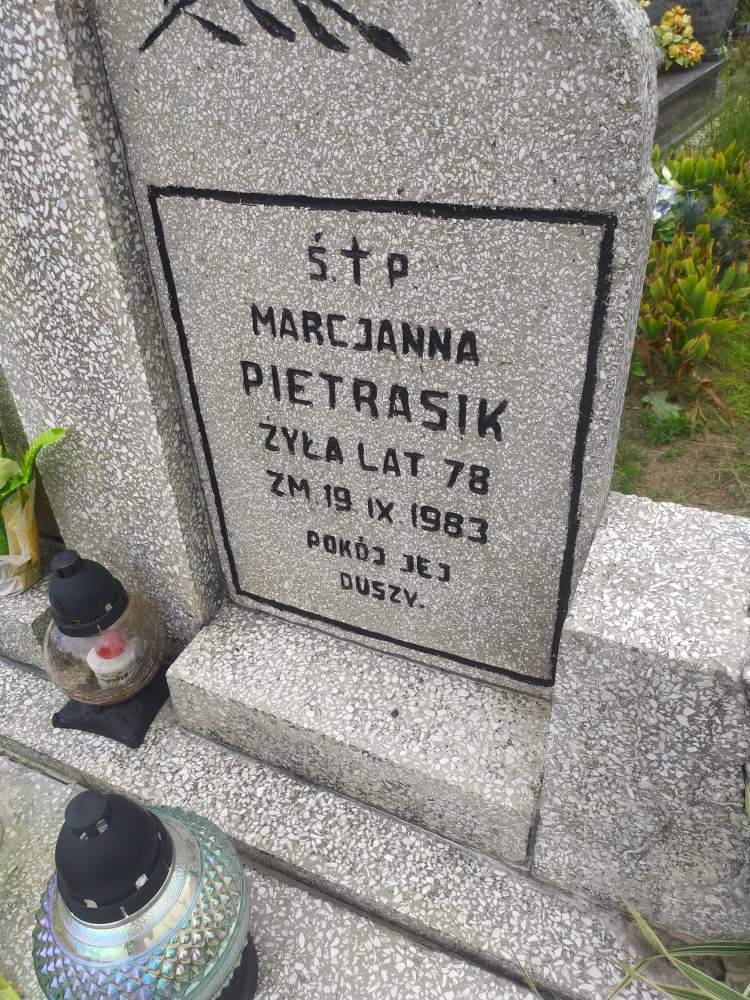 Ś.✝P.
MARCJANNA
PIETRASIK
ŻYŁA LAT 78
ZM. 19. IX. 1983
POKÓJ JEJ
DUSZY.